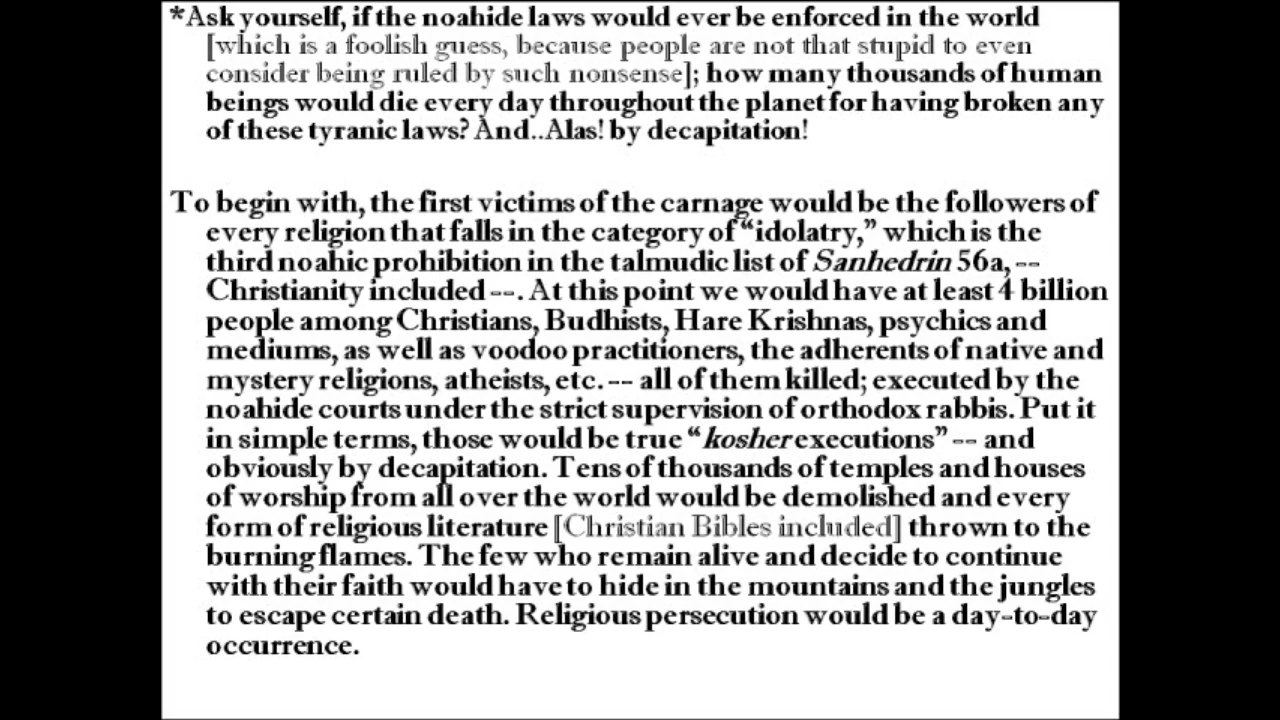 *Ask yourself, if the noahide laws would ever be enforced in the world
[which is a foolish guess, because people are not that stupid to even
consider being ruled by such nonsense]; how many thousands of human
beings would die every day throughout the planet for having broken any
of these tyranic laws? And..Alas! by decapitation!
To begin with, the first victims of the carnage would be the followers of
every religion that falls in the category of “idolatry,” which is the
third noahic prohibition in the talmudic list of Sanhedrin 56a, --
Christianity included --. At this point we would have at least 4 billion
people among Christians, Budhists, Hare Krishnas, psychics and
mediums, as well as voodoo practitioners, the adherents of native and
mystery religions, atheists, etc. -- all of them killed; executed by the
noahide courts under the strict supervision of orthodox rabbis. Put it
in simple terms, those would be true “kosher executions” -- and
obviously by decapitation. Tens of thousands of temples and houses
of worship from all over the world would be demolished and every
form of religious literature [Christian Bibles included] thrown to the
burning flames. The few who remain alive and decide to continue
with their faith would have to hide in the mountains and the jungles
to escape certain death. Religious persecution would be a day-to-day
occurrence.